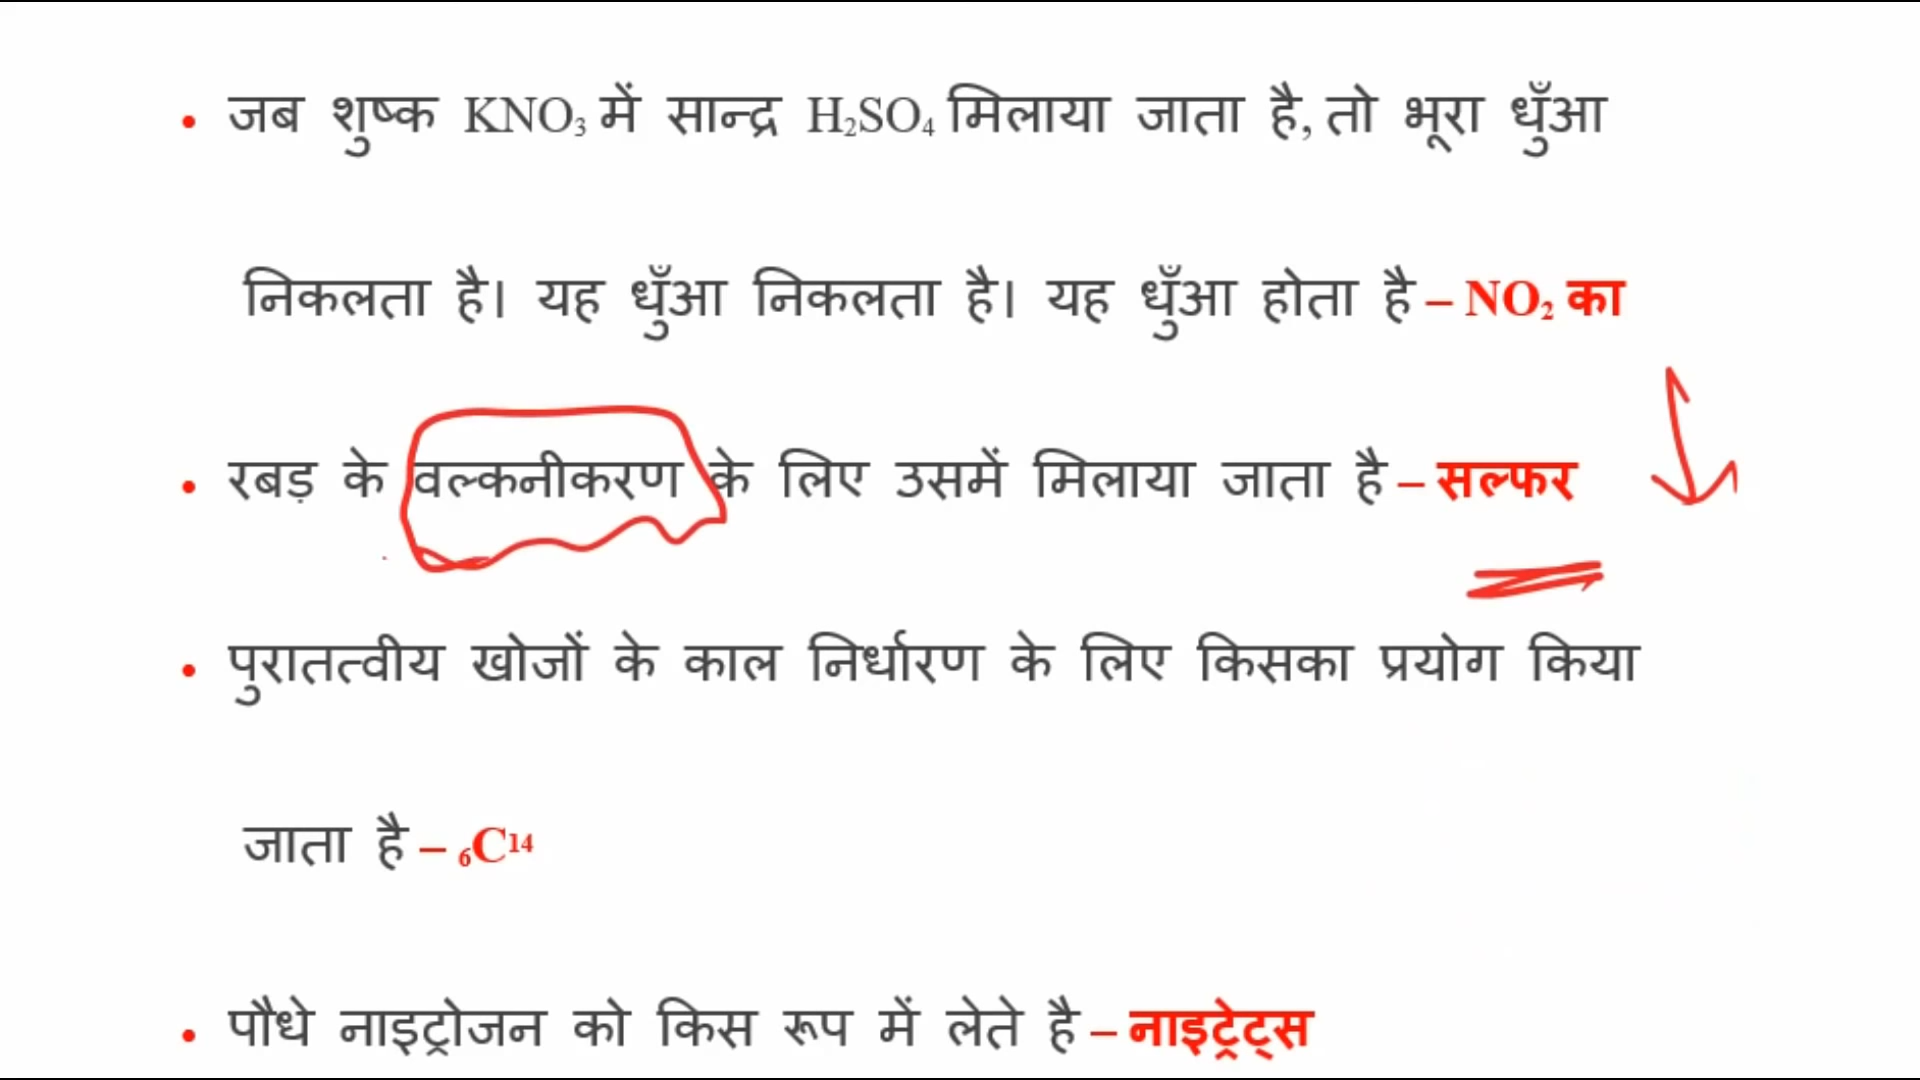 • जब शुष्क KNO₃ में सान्द्र H₂SO₄ मिलाया जाता है, तो भूरा धुँआ
निकलता है। यह धुँआ निकलता है। यह धुँआ होता है – NO₂ का
• रबड़ के वल्कनीकरण के लिए उसमें मिलाया जाता है – सल्फर
• पुरातत्वीय खोजों के काल निर्धारण के लिए किसका प्रयोग किया
जाता है – ₆C¹⁴
• पौधे नाइट्रोजन को किस रूप में लेते है – नाइट्रेट्स